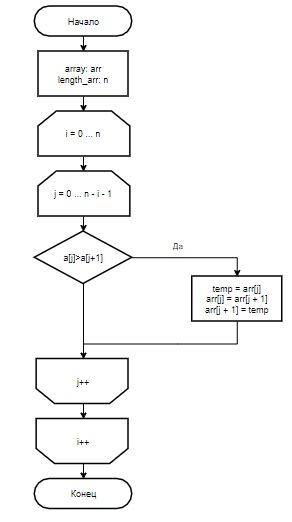 Начало
array: arr
length_arr: n
i = 0 ... n
j = 0 ... n - i - 1
a[j]>a[j+1]
Да
temp = arr[j]
arr[j] = arr[j + 1]
arr[j + 1] = temp
j++
i++
Конец